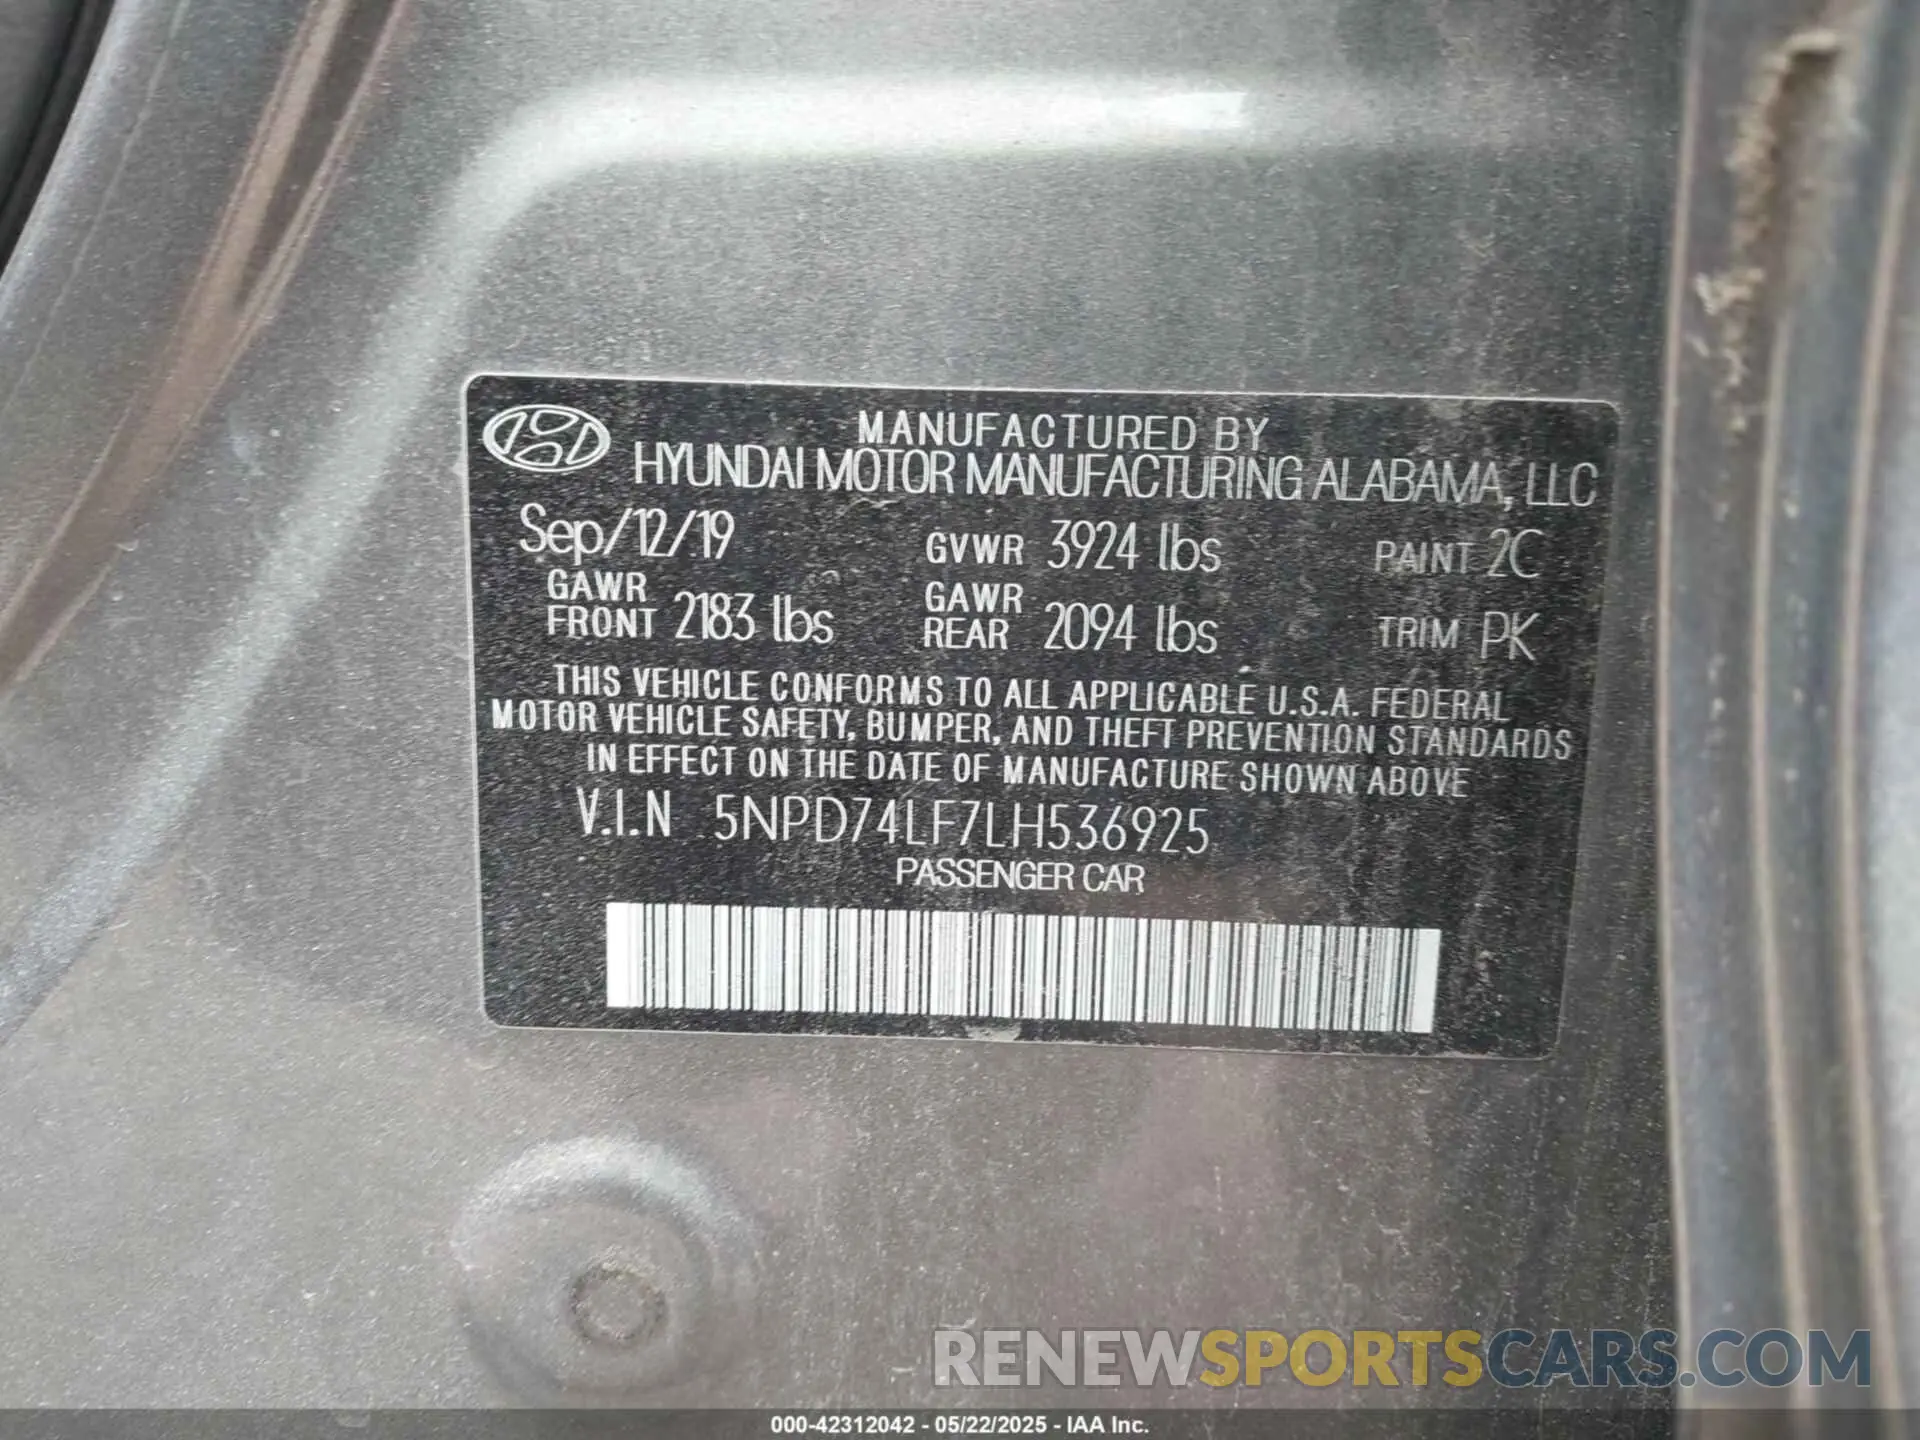 MANUFACTURED BY
HYUNDAI MOTOR MANUFACTURING ALABAMA, LLC
Sep/12/19 GVWR 3924 lbs PAINT 2C
GAWR FRONT 2183 lbs GAWR REAR 2094 lbs TRIM PK
THIS VEHICLE CONFORMS TO ALL APPLICABLE U.S.A. FEDERAL
MOTOR VEHICLE SAFETY, BUMPER, AND THEFT PREVENTION STANDARDS
IN EFFECT ON THE DATE OF MANUFACTURE SHOWN ABOVE
V.I.N 5NPD74LF7LH536925
PASSENGER CAR
RENEWSPORTSCARS.COM
000-42312042 - 05/22/2025 - IAA Inc.